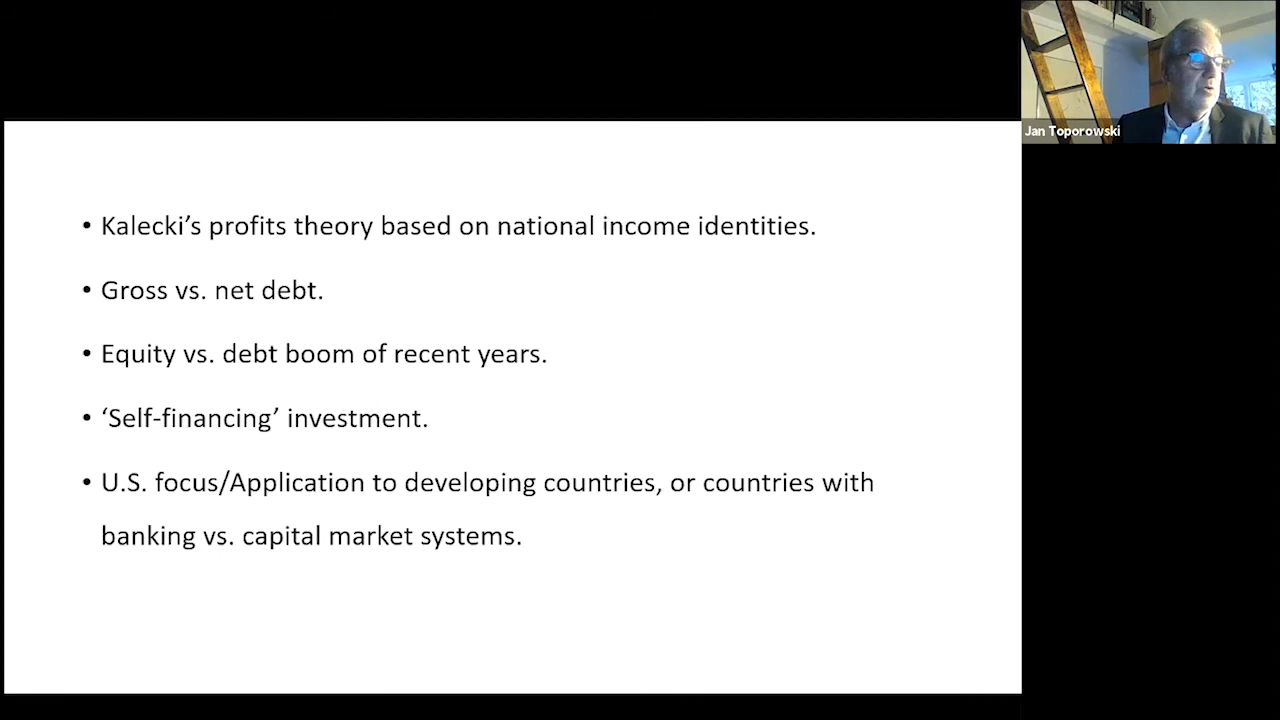 Jan Toporowski
• Kalecki’s profits theory based on national income identities.
• Gross vs. net debt.
• Equity vs. debt boom of recent years.
• ‘Self-financing’ investment.
• U.S. focus/Application to developing countries, or countries with
banking vs. capital market systems.